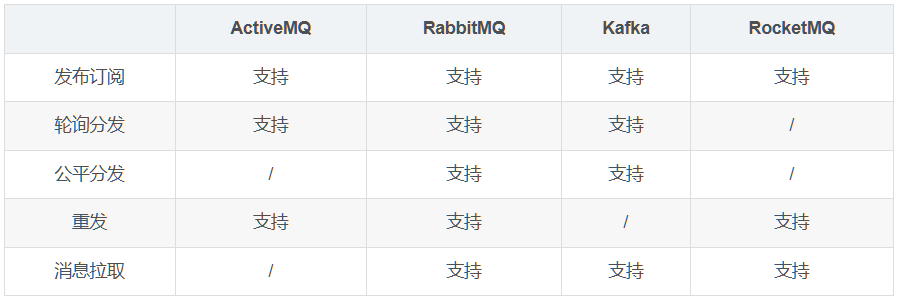 ActiveMQ RabbitMQ Kafka RocketMQ
发布订阅 支持 支持 支持 支持
轮询分发 支持 支持 支持 /
公平分发 / 支持 支持 /
重发 支持 支持 / 支持
消息拉取 / 支持 支持 支持